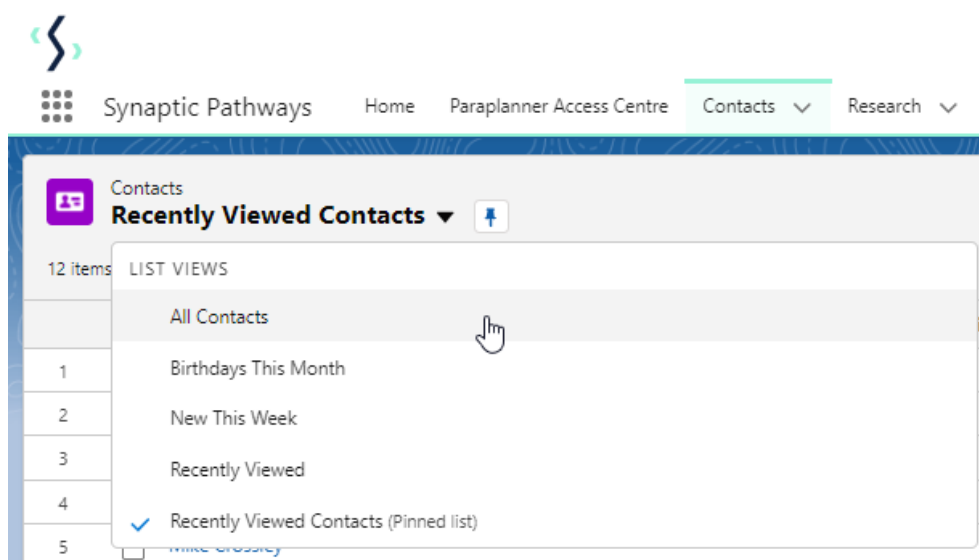 Synaptic Pathways Home Paraplanner Access Centre Contacts Research
Contacts
Recently Viewed Contacts
12 items
LIST VIEWS
All Contacts
1
Birthdays This Month
2
New This Week
3
Recently Viewed
4
Recently Viewed Contacts (Pinned list)
5